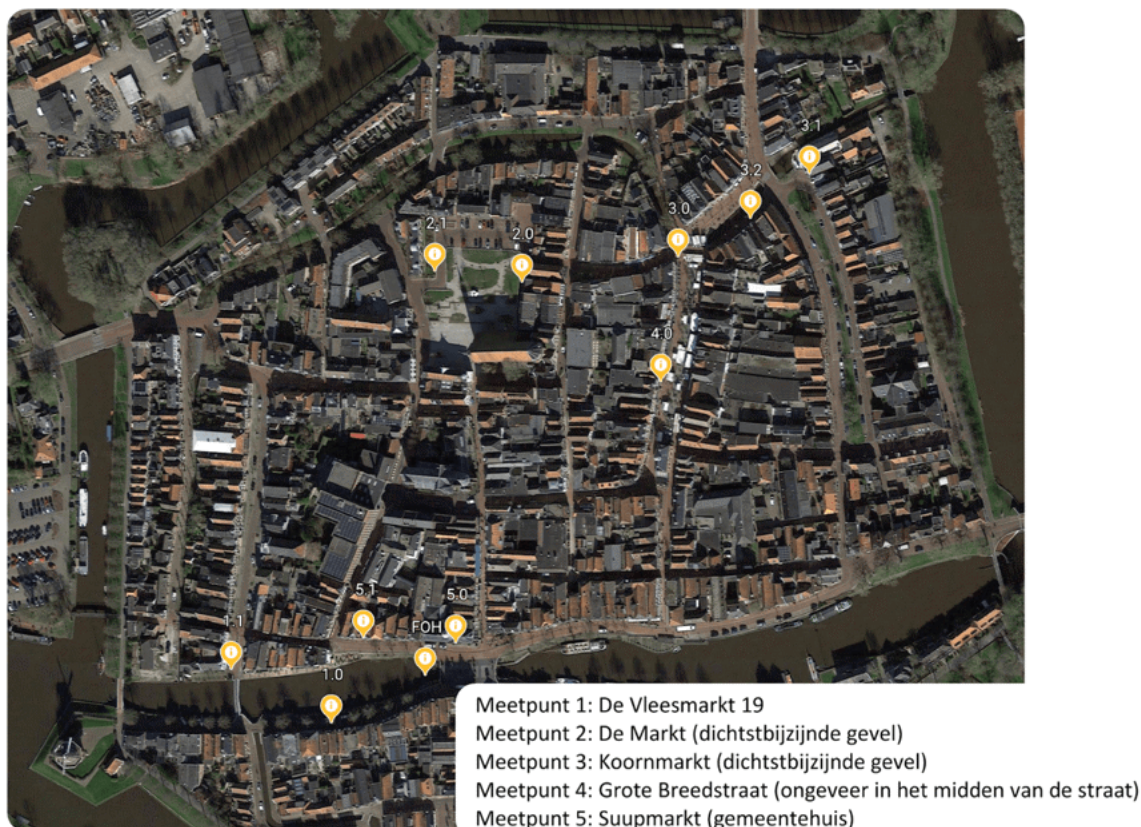 3.1
3.2
3.0
2.1
2.0
4.0
5.1
5.0
FOH
1.1
1.0
Meetpunt 1: De Vleesmarkt 19
Meetpunt 2: De Markt (dichtstbijzijnde gevel)
Meetpunt 3: Koornmarkt (dichtstbijzijnde gevel)
Meetpunt 4: Grote Breedstraat (ongeveer in het midden van de straat)
Meetpunt 5: Suupmarkt (gemeentehuis)